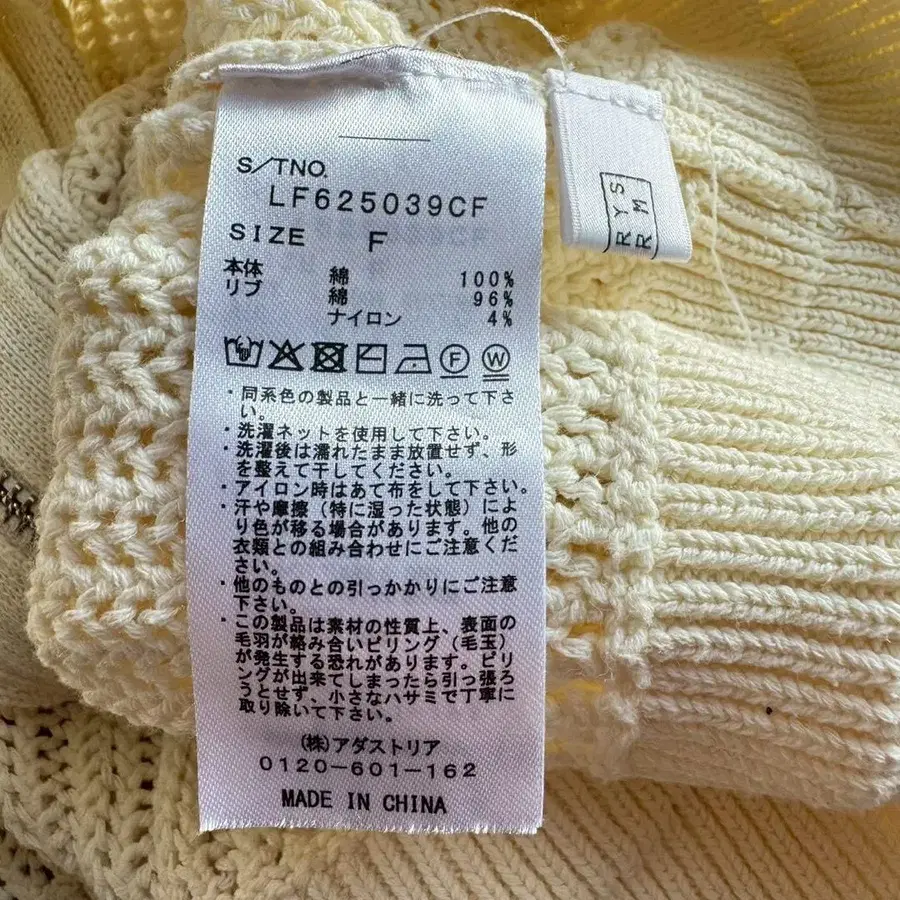 S/TNO.
LF625039CF
SIZE F
本体 綿 100%
リブ 綿 96%
ナイロン 4%
F W
・同系色の製品と一緒に洗って下さ
い。
・洗濯ネットを使用して下さい。
・洗濯後は濡れたまま放置せず、形
を整えて干してください。
・アイロン時はあて布をして下さい。
・汗や摩擦（特に湿った状態）によ
り色が移る場合があります。他の
衣類との組み合わせにご注意くだ
さい。
・他のものとの引っかかりにご注意
下さい。
・この製品は素材の性質上、表面の
毛羽が絡み合いピリング（毛玉）
が発生する恐れがあります。ピリ
ングが出来てしまったら引っ張ろ
うとせず、小さなハサミで丁寧に
取り除いて下さい。
(株)アダストリア
0120-601-162
MADE IN CHINA
RYS
RM